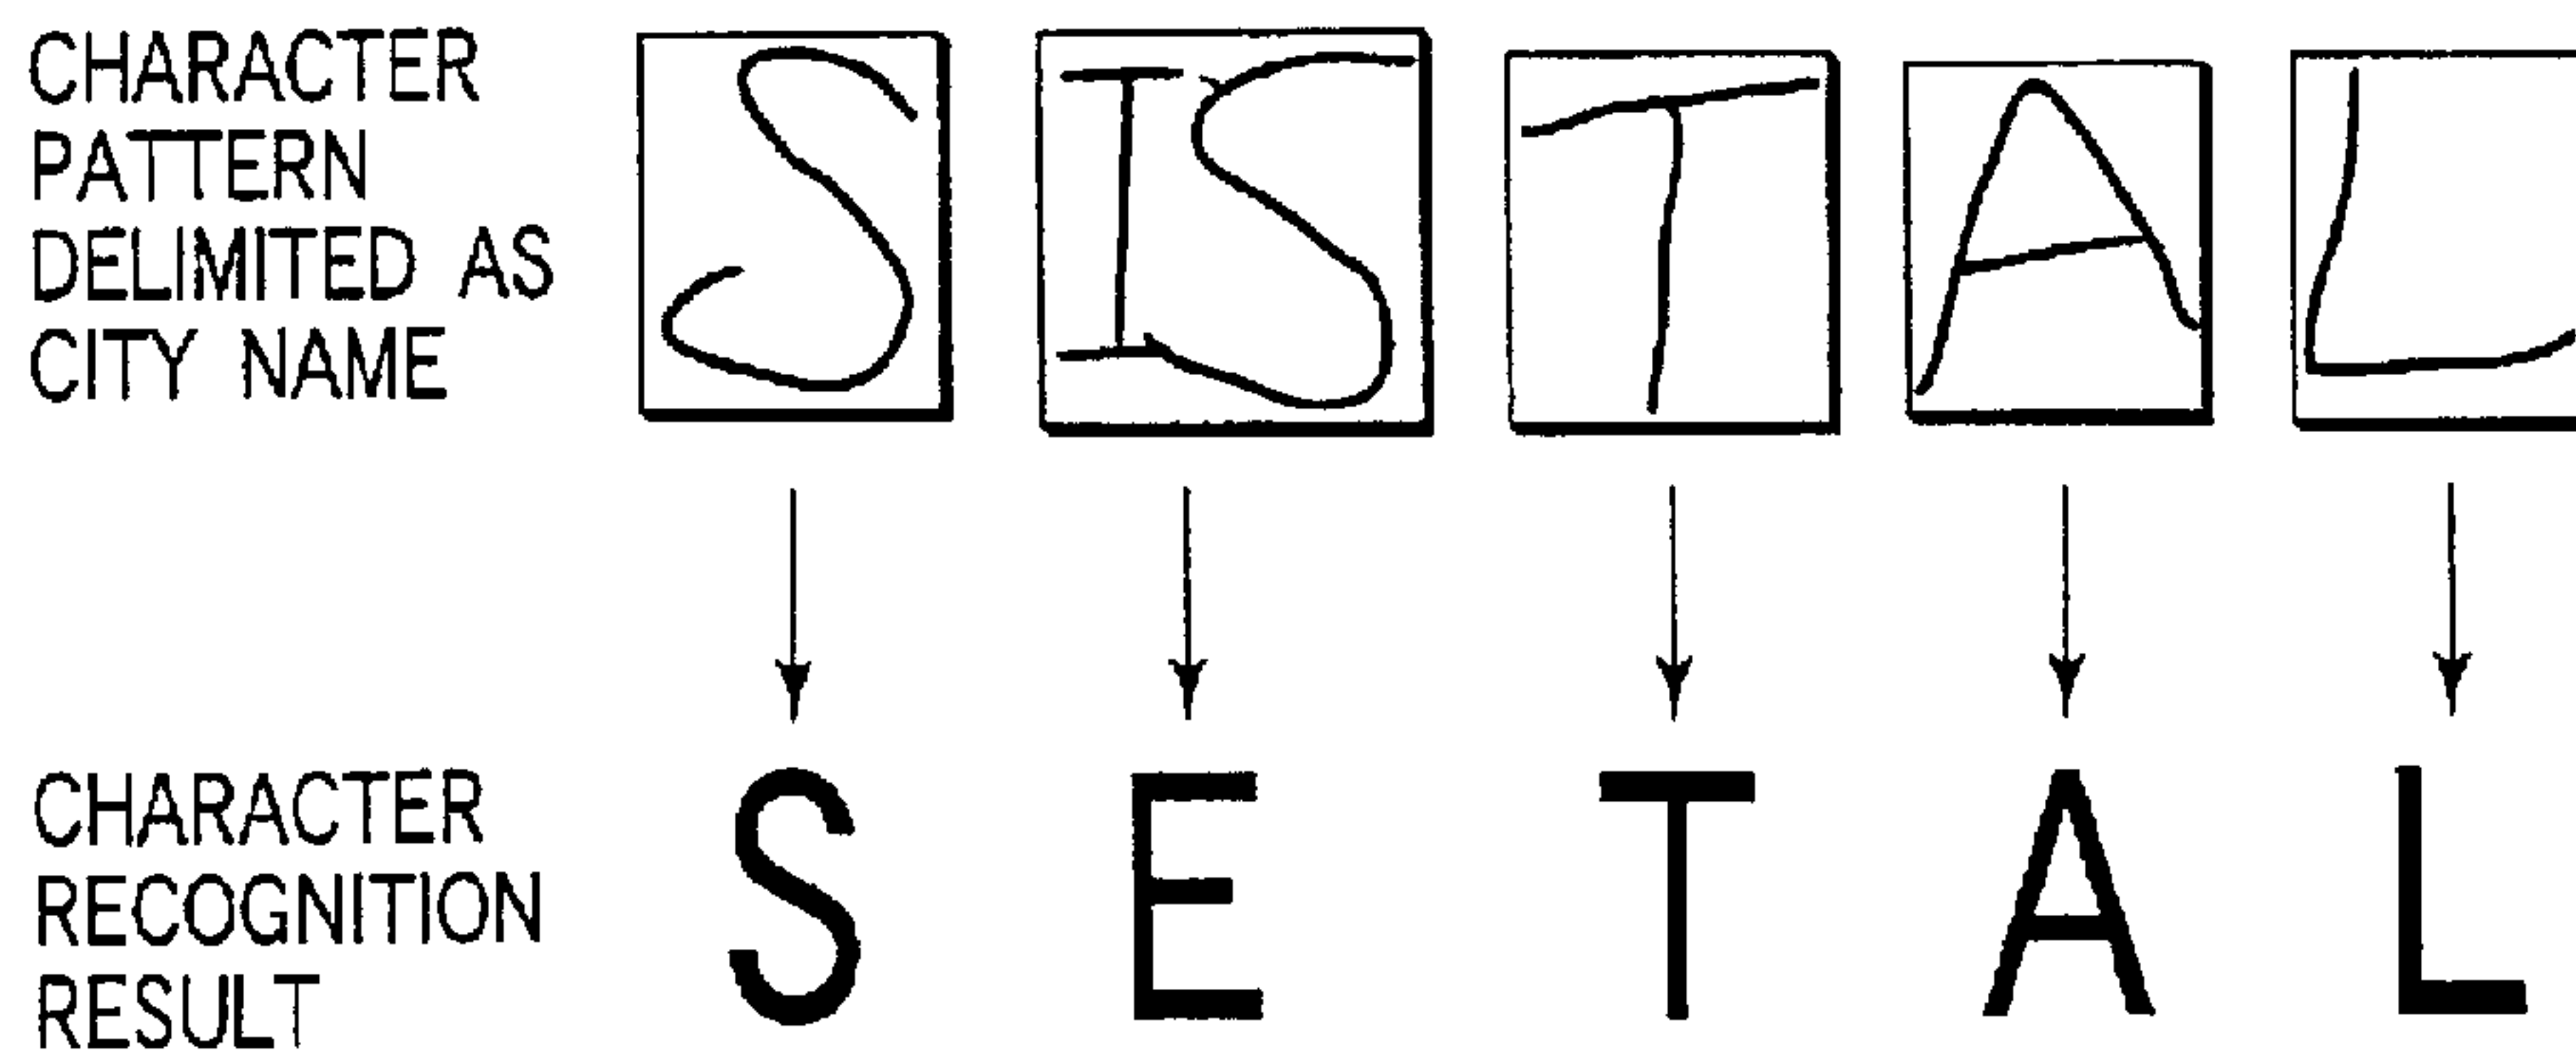 CHARACTER
PATTERN
DELIMITED AS
CITY NAME
S IS T A L
CHARACTER
RECOGNITION
RESULT
S E T A L